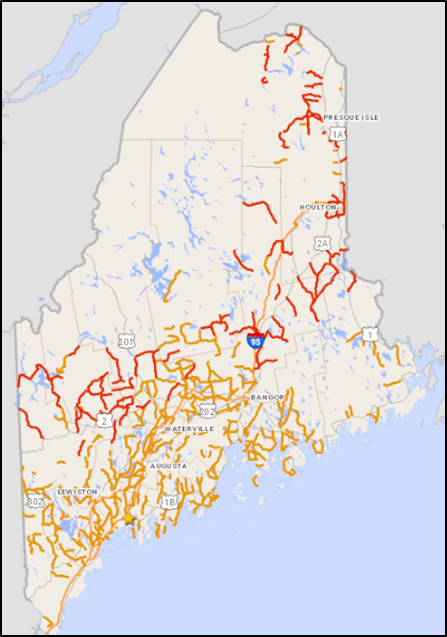 PRESQUE ISLE
1A
HOULTON
2A
1
95
201
BANGOR
202
2
WATERVILLE
AUGUSTA
LEWISTON
302
1B